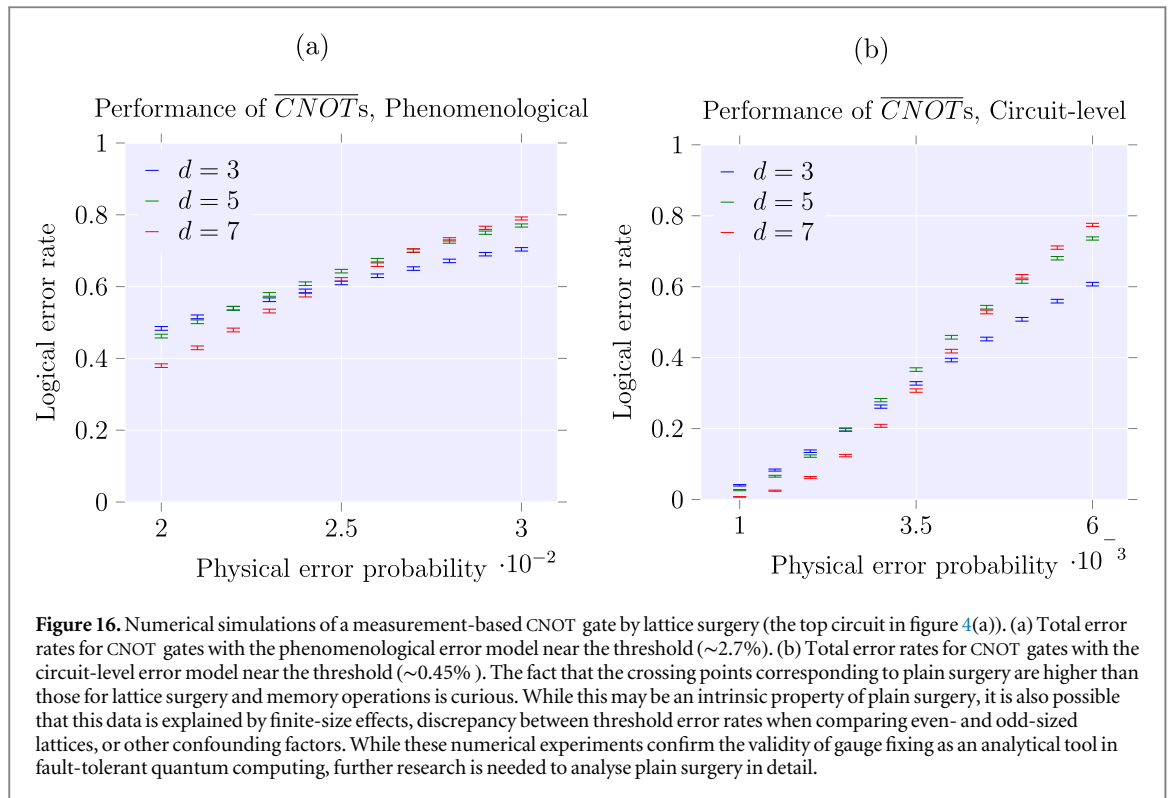 (a)
Performance of CNOTs, Phenomenological
1
0.8
0.6
0.4
0.2
0
d = 3
d = 5
d = 7
Logical error rate
2
2.5
3
Physical error probability ·10⁻²
(b)
Performance of CNOTs, Circuit-level
1
0.8
0.6
0.4
0.2
0
d = 3
d = 5
d = 7
Logical error rate
1
3.5
6
Physical error probability ·10⁻³
Figure 16. Numerical simulations of a measurement-based CNOT gate by lattice surgery (the top circuit in figure 4(a)). (a) Total error
rates for CNOT gates with the phenomenological error model near the threshold (~2.7%). (b) Total error rates for CNOT gates with the
circuit-level error model near the threshold (~0.45% ). The fact that the crossing points corresponding to plain surgery are higher than
those for lattice surgery and memory operations is curious. While this may be an intrinsic property of plain surgery, it is also possible
that this data is explained by finite-size effects, discrepancy between threshold error rates when comparing even- and odd-sized
lattices, or other confounding factors. While these numerical experiments confirm the validity of gauge fixing as an analytical tool in
fault-tolerant quantum computing, further research is needed to analyse plain surgery in detail.